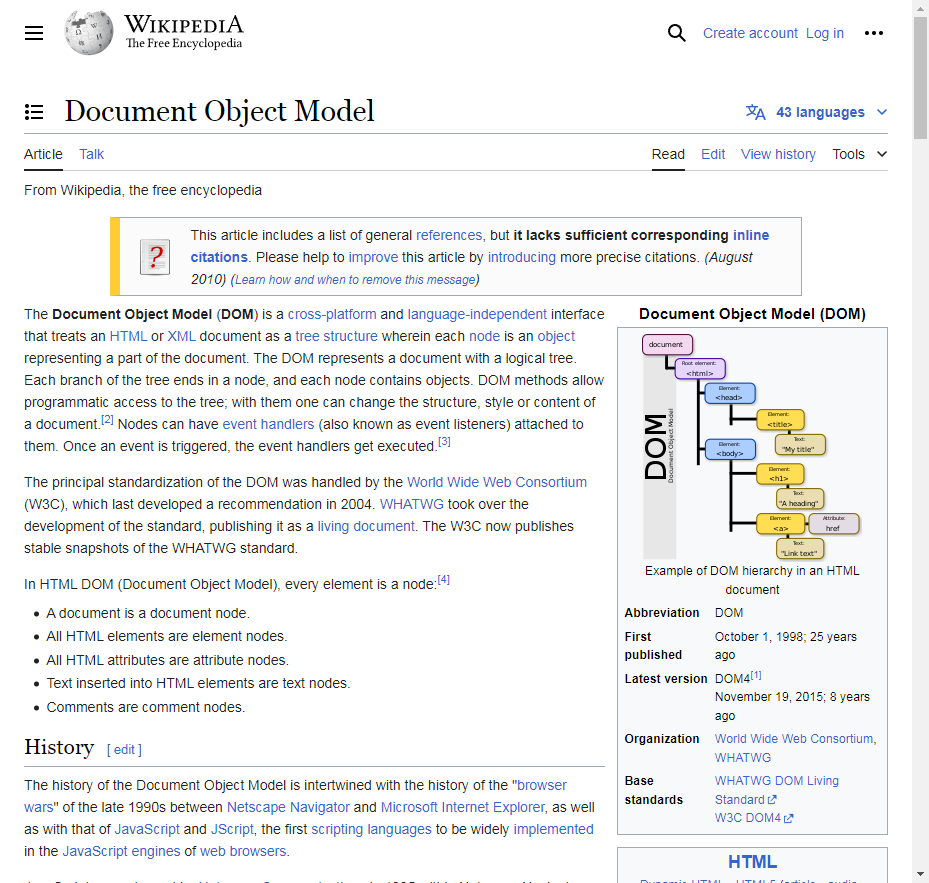 WIKIPEDIA
The Free Encyclopedia
Create account Log in
Document Object Model
43 languages
Article Talk
Read Edit View history Tools
From Wikipedia, the free encyclopedia
This article includes a list of general references, but it lacks sufficient corresponding inline
citations. Please help to improve this article by introducing more precise citations. (August
2010) (Learn how and when to remove this message)
The Document Object Model (DOM) is a cross-platform and language-independent interface
that treats an HTML or XML document as a tree structure wherein each node is an object
representing a part of the document. The DOM represents a document with a logical tree.
Each branch of the tree ends in a node, and each node contains objects. DOM methods allow
programmatic access to the tree; with them one can change the structure, style or content of
a document.[2] Nodes can have event handlers (also known as event listeners) attached to
them. Once an event is triggered, the event handlers get executed.[3]
The principal standardization of the DOM was handled by the World Wide Web Consortium
(W3C), which last developed a recommendation in 2004. WHATWG took over the
development of the standard, publishing it as a living document. The W3C now publishes
stable snapshots of the WHATWG standard.
In HTML DOM (Document Object Model), every element is a node:[4]
• A document is a document node.
• All HTML elements are element nodes.
• All HTML attributes are attribute nodes.
• Text inserted into HTML elements are text nodes.
• Comments are comment nodes.
History [ edit ]
The history of the Document Object Model is intertwined with the history of the "browser
wars" of the late 1990s between Netscape Navigator and Microsoft Internet Explorer, as well
as with that of JavaScript and JScript, the first scripting languages to be widely implemented
in the JavaScript engines of web browsers.
Document Object Model (DOM)
DOM
Document Object Model
document
Root element:
<html>
Element:
<head>
Element:
<title>
Text:
"My title"
Element:
<body>
Element:
<h1>
Text:
"A heading"
Element:
<a>
Attribute:
href
Text:
"Link text"
Example of DOM hierarchy in an HTML
document
Abbreviation DOM
First published October 1, 1998; 25 years
ago
Latest version DOM4[1]
November 19, 2015; 8 years
ago
Organization World Wide Web Consortium,
WHATWG
Base standards WHATWG DOM Living
Standard
W3C DOM4
HTML